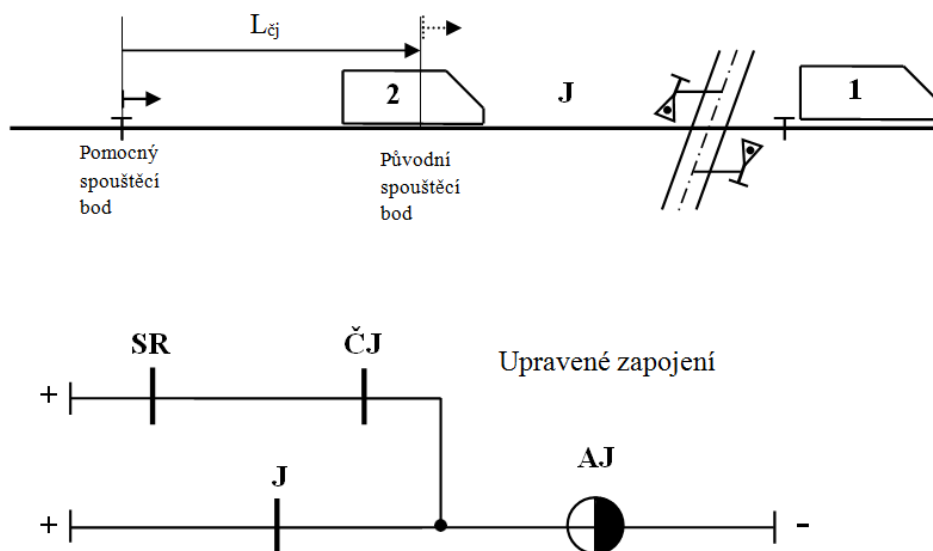 Lčj
2
J
1
Pomocný
spouštěcí
bod
Původní
spouštěcí
bod
SR
ČJ
Upravené zapojení
+
J
AJ
+
-